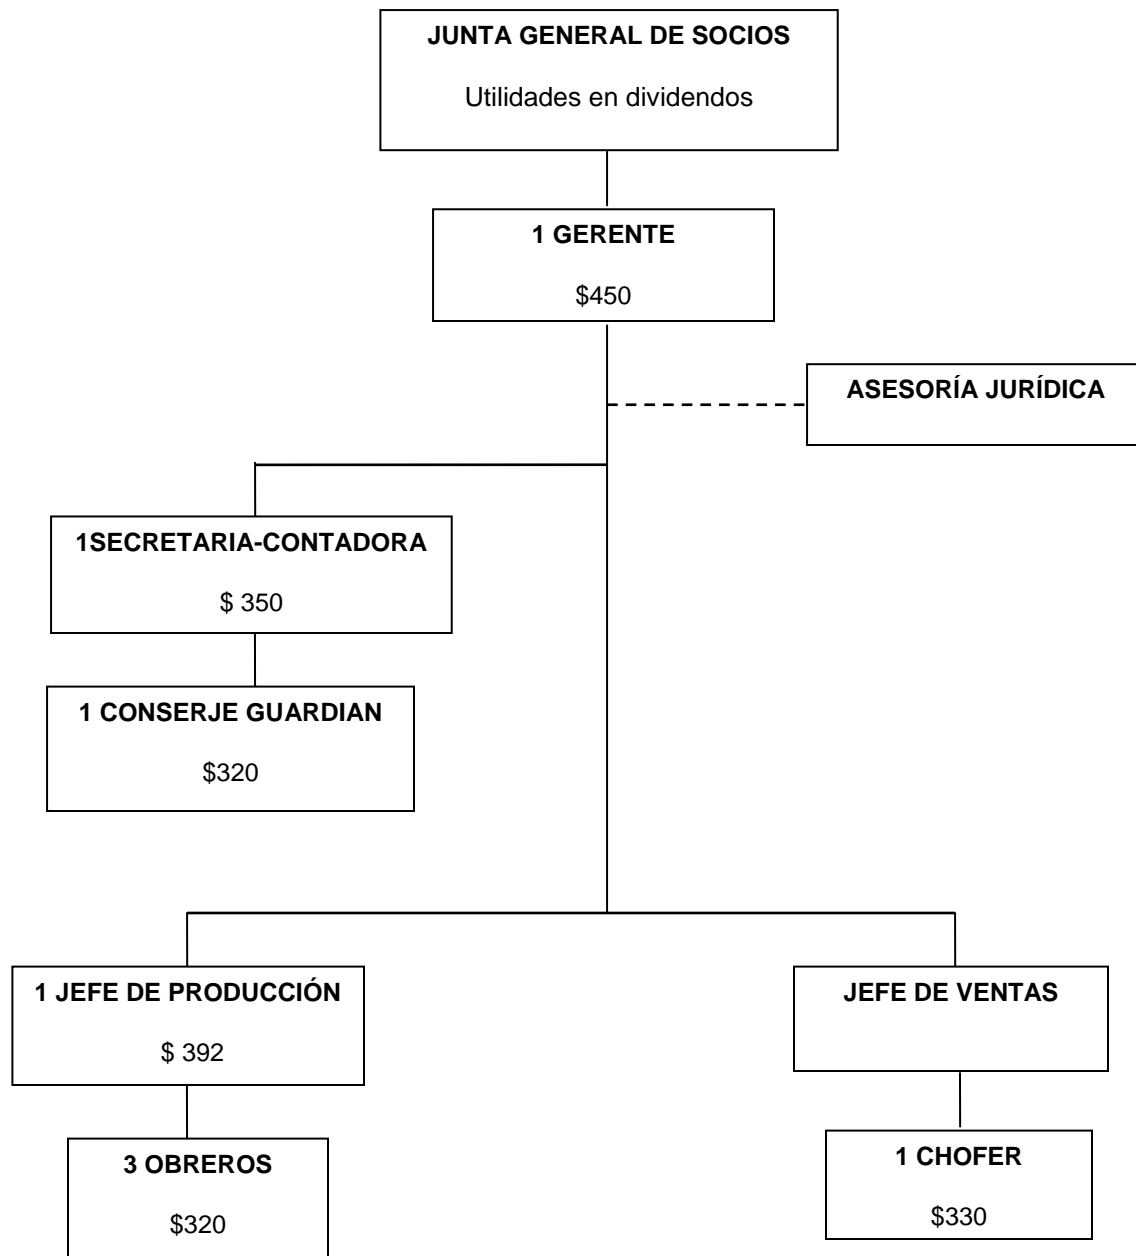 JUNTA GENERAL DE SOCIOS
Utilidades en dividendos
1 GERENTE
$450
ASESORÍA JURÍDICA
1SECRETARIA-CONTADORA
$ 350
1 CONSERJE GUARDIAN
$320
1 JEFE DE PRODUCCIÓN
$ 392
JEFE DE VENTAS
3 OBREROS
$320
1 CHOFER
$330